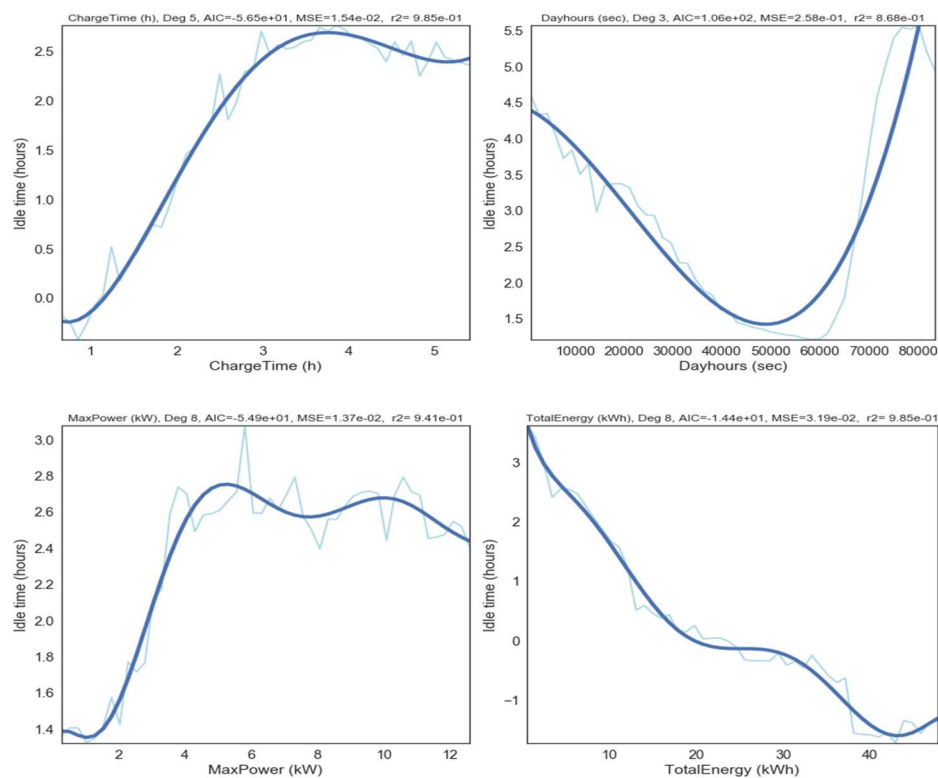 ChargeTime (h), Deg 5, AIC=-5.65e+01, MSE=1.54e-02, r2= 9.85e-01
2.5
2.0
1.5
1.0
0.5
0.0
Idle time (hours)
1 2 3 4 5
ChargeTime (h)
Dayhours (sec), Deg 3, AIC=1.06e+02, MSE=2.58e-01, r2= 8.68e-01
5.5
5.0
4.5
4.0
3.5
3.0
2.5
2.0
1.5
Idle time (hours)
10000 20000 30000 40000 50000 60000 70000 80000
Dayhours (sec)
MaxPower (kW), Deg 8, AIC=-5.49e+01, MSE=1.37e-02, r2= 9.41e-01
3.0
2.8
2.6
2.4
2.2
2.0
1.8
1.6
1.4
Idle time (hours)
2 4 6 8 10 12
MaxPower (kW)
TotalEnergy (kWh), Deg 8, AIC=-1.44e+01, MSE=3.19e-02, r2= 9.85e-01
3
2
1
0
−1
Idle time (hours)
10 20 30 40
TotalEnergy (kWh)